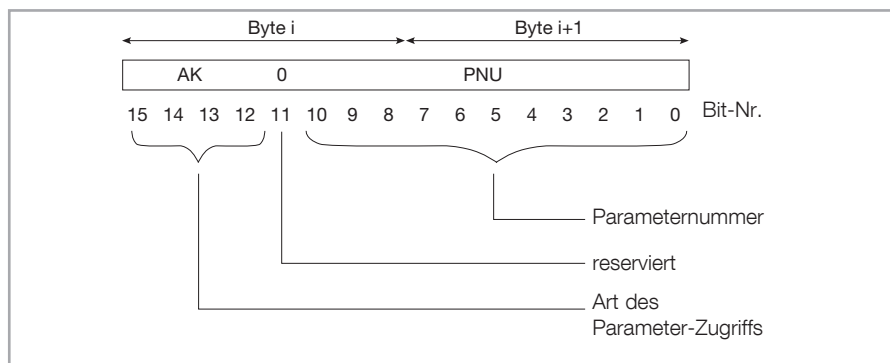 Byte i Byte i+1
AK 0 PNU
15 14 13 12 11 10 9 8 7 6 5 4 3 2 1 0 Bit-Nr.
Parameternummer
reserviert
Art des
Parameter-Zugriffs